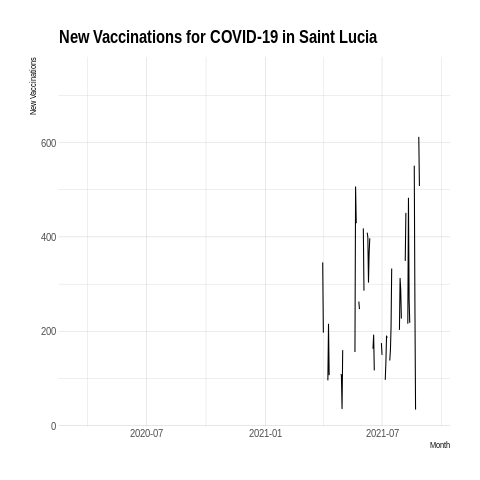 New Vaccinations for COVID-19 in Saint Lucia
New Vaccinations
600
400
200
0
2020-07
2021-01
2021-07
Month